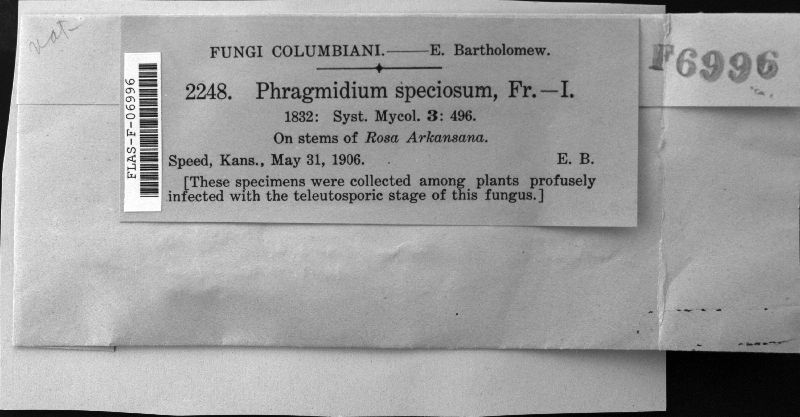 nat.
FUNGI COLUMBIANI.——E. Bartholomew.
F6996
2248. Phragmidium speciosum, Fr.—I.
1832: Syst. Mycol. 3: 496.
On stems of Rosa Arkansana.
Speed, Kans., May 31, 1906. E. B.
[These specimens were collected among plants profusely
infected with the teleutosporic stage of this fungus.]
FLAS-F-06996